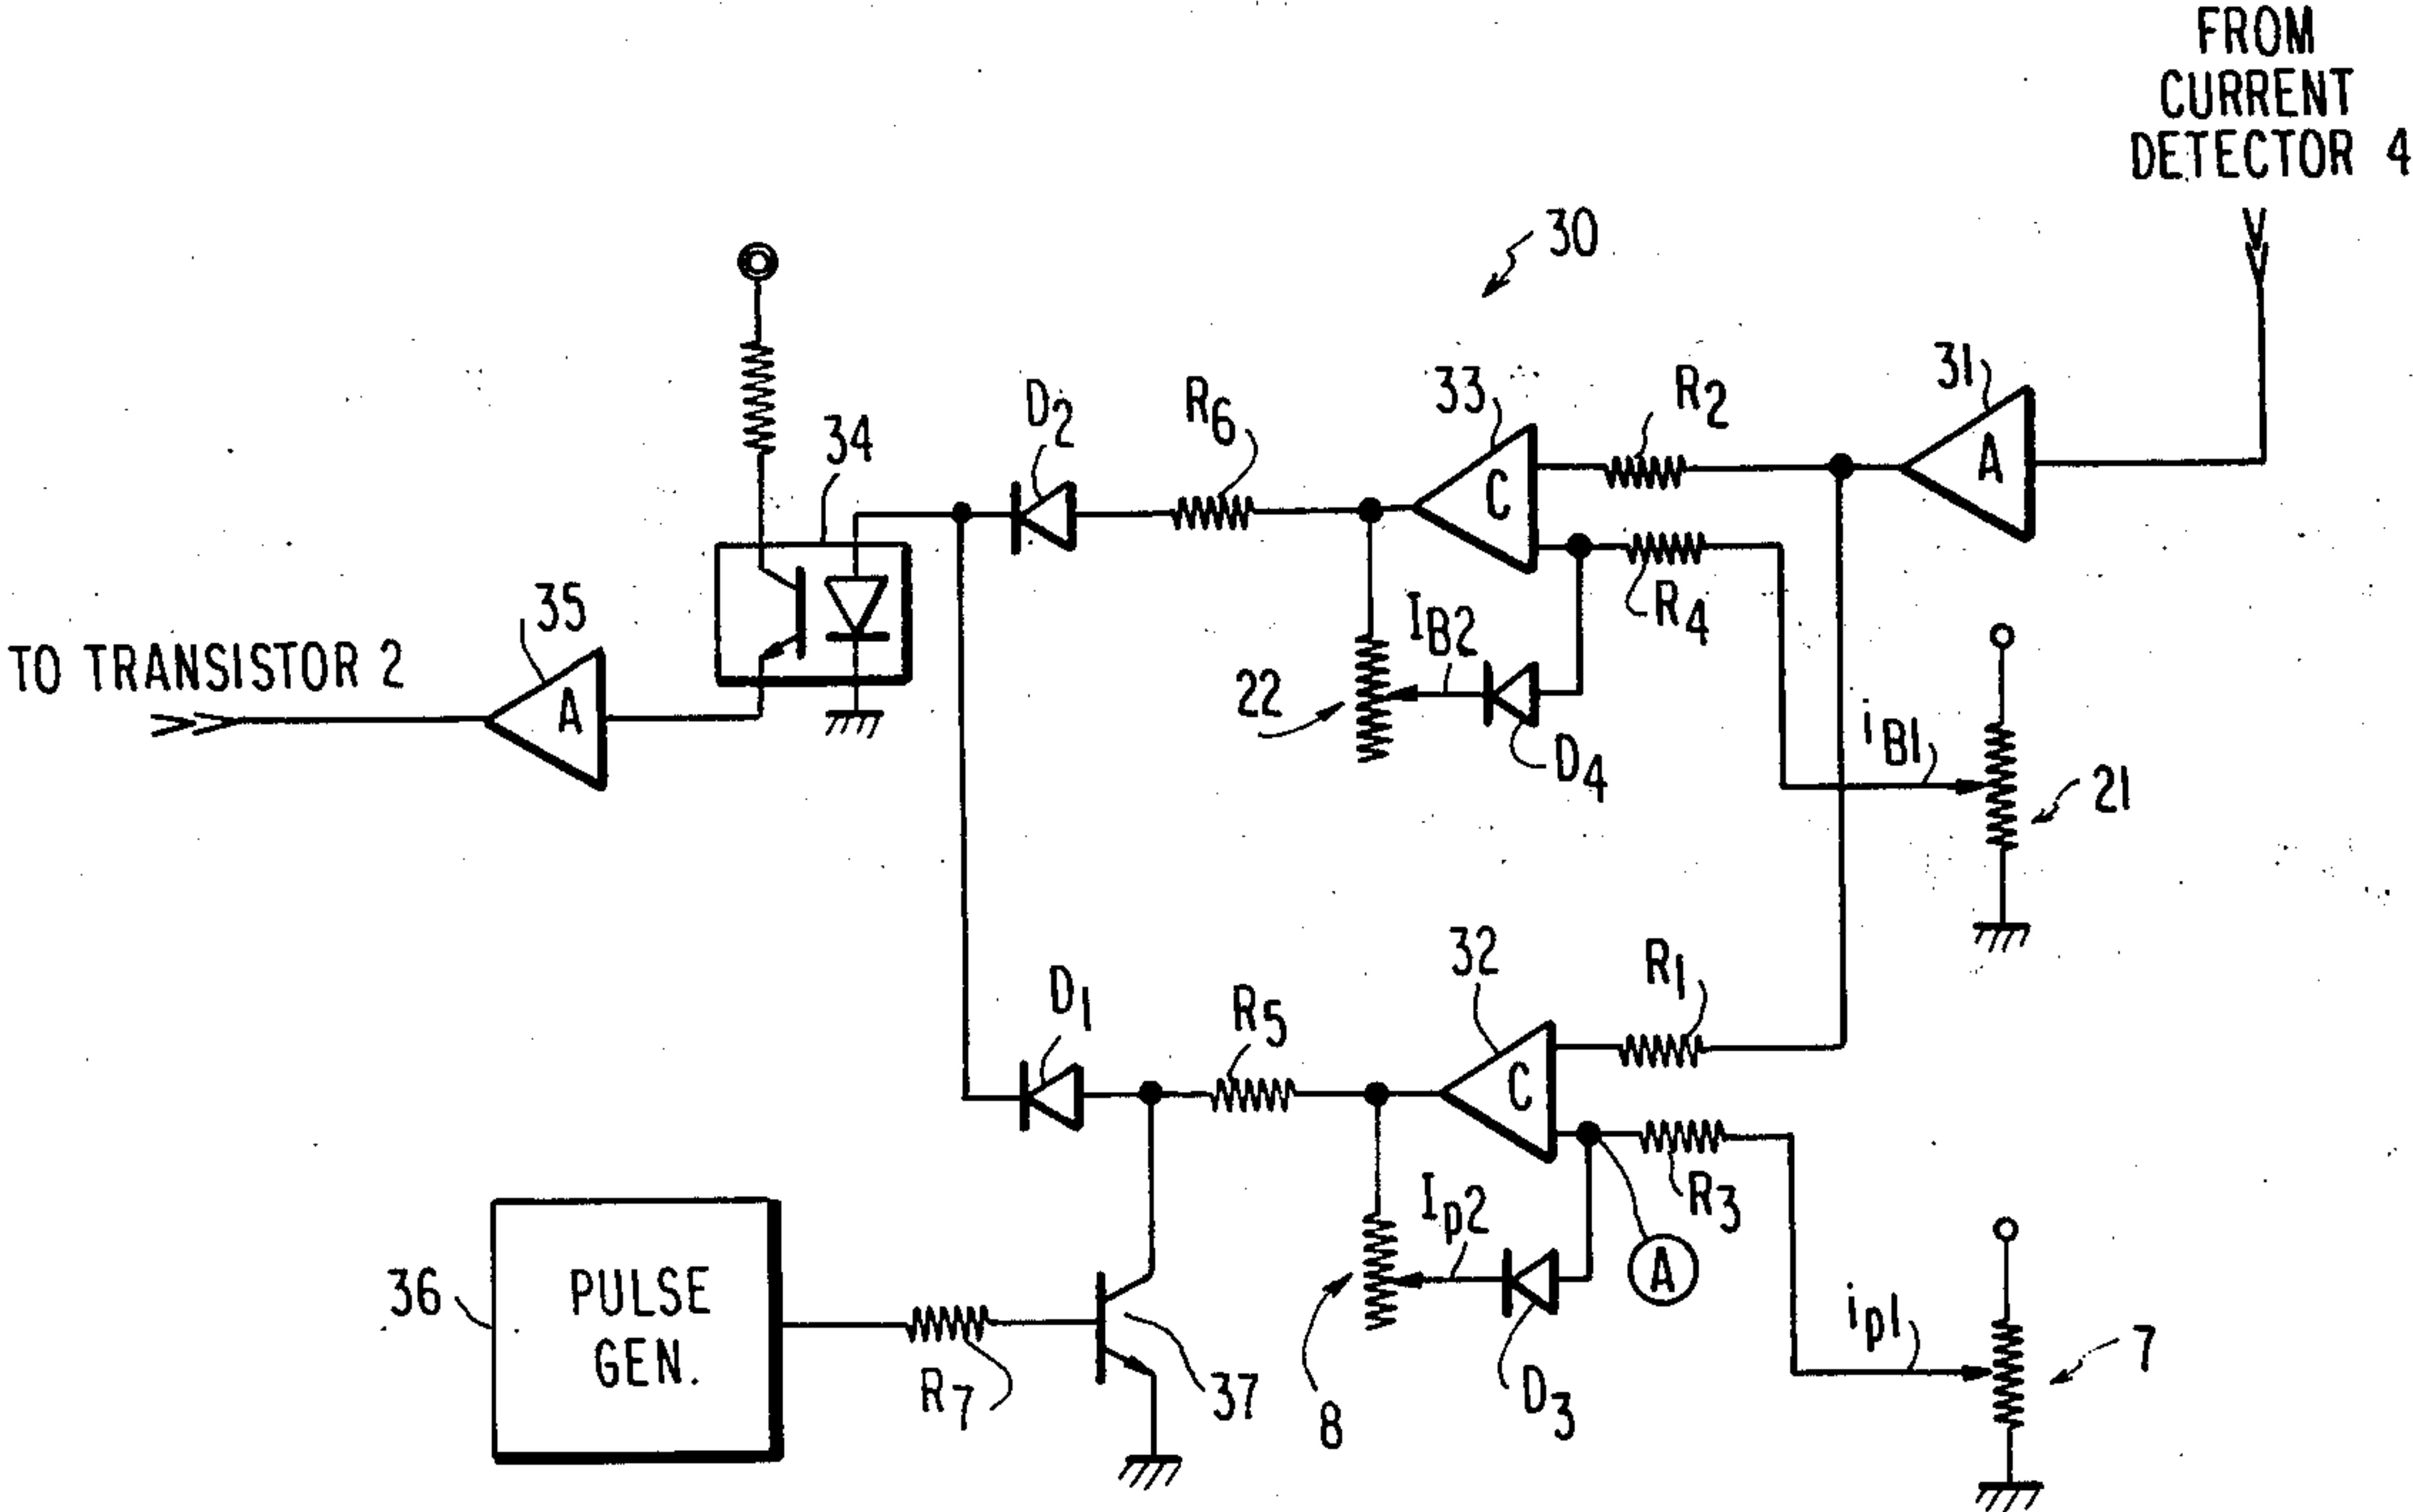 FROM
CURRENT
DETECTOR 4
30
31
R2
33
R6
D2
34
A
C
R4
35
IB2
TO TRANSISTOR 2
A
22
D4
iB1
21
32
R1
D1
R5
C
Ip2
R3
A
36
PULSE
GEN.
ip1
7
R7
37
8
D3